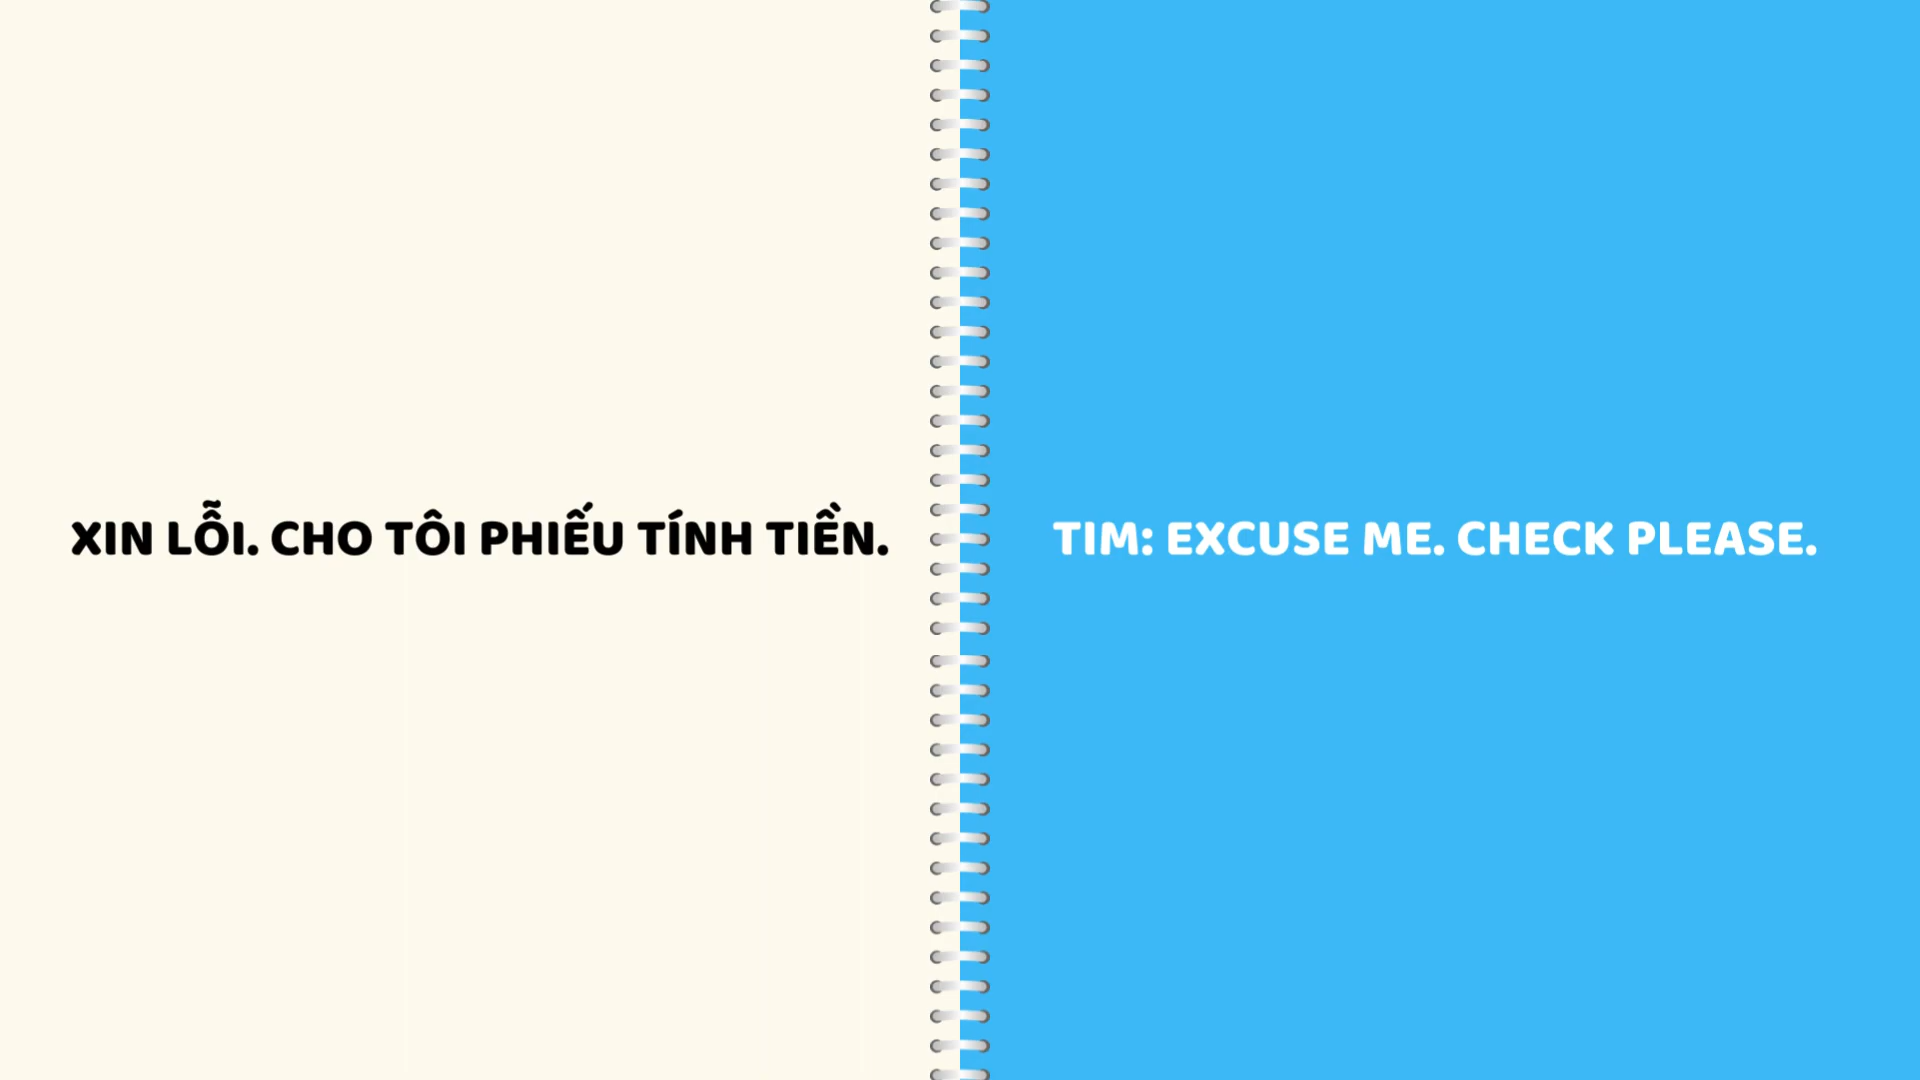 XIN LỖI. CHO TÔI PHIẾU TÍNH TIỀN.
TIM: EXCUSE ME. CHECK PLEASE.